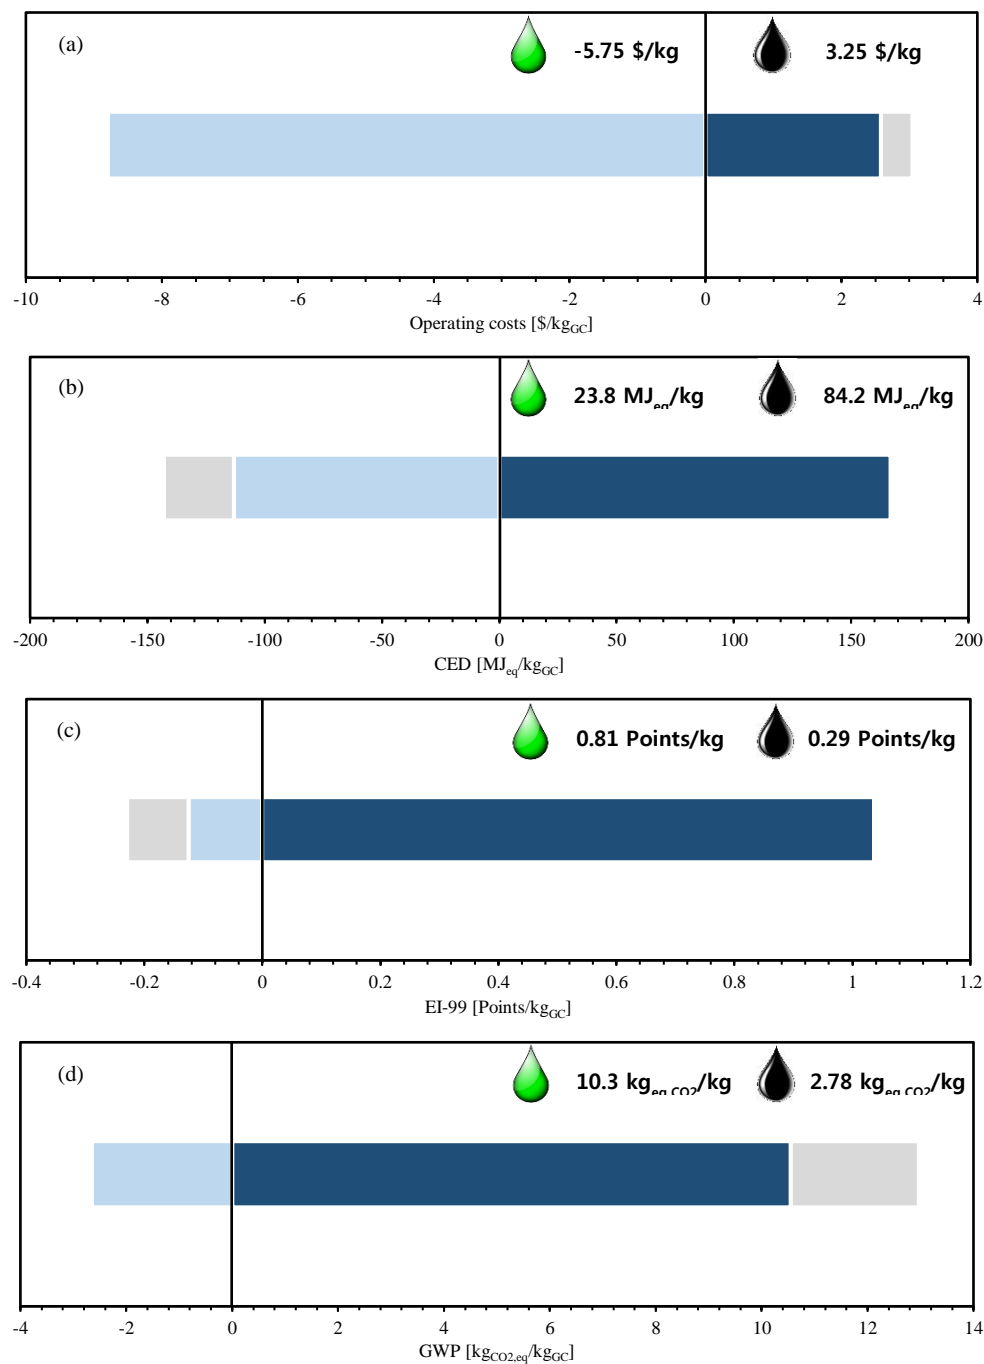 (a) -5.75 $/kg 3.25 $/kg
-10 -8 -6 -4 -2 0 2 4
Operating costs [$/kgGC]
(b) 23.8 MJeq/kg 84.2 MJeq/kg
-200 -150 -100 -50 0 50 100 150 200
CED [MJeq/kgGC]
(c) 0.81 Points/kg 0.29 Points/kg
-0.4 -0.2 0 0.2 0.4 0.6 0.8 1 1.2
EI-99 [Points/kgGC]
(d) 10.3 kgeq CO2/kg 2.78 kgeq CO2/kg
-4 -2 0 2 4 6 8 10 12 14
GWP [kgCO2,eq/kgGC]